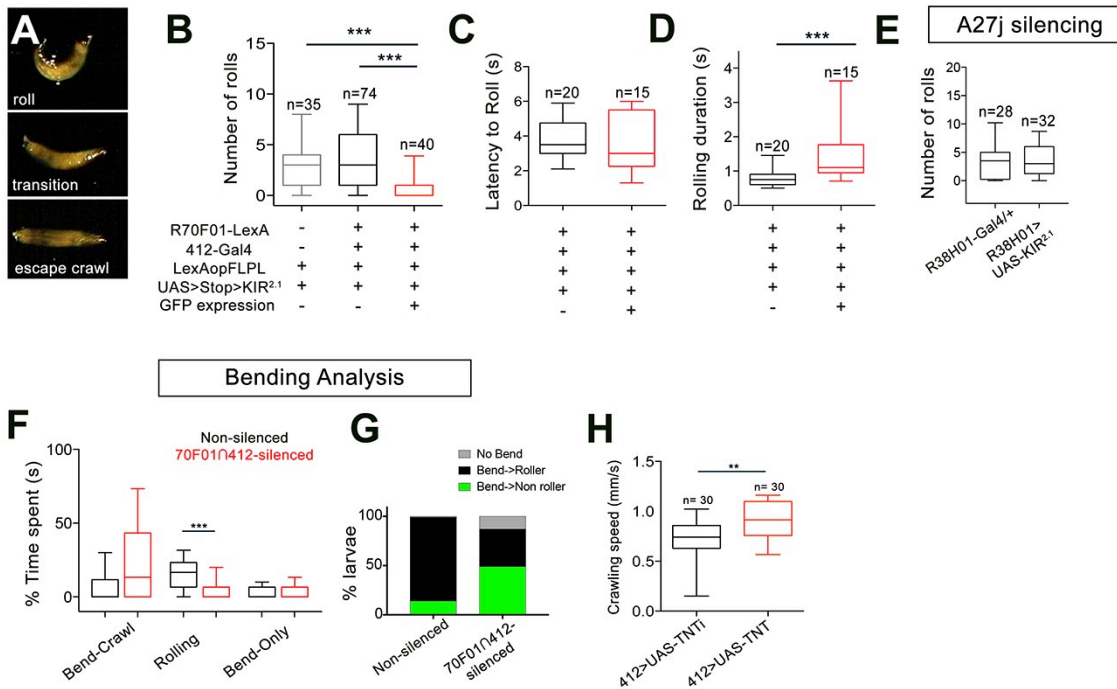 A
roll
transition
escape crawl
B
Number of rolls
15
10
5
0
***
***
n=35
n=74
n=40
R70F01-LexA - + +
412-Gal4 - + +
LexAopFLPL + + +
UAS>Stop>KIR²·¹ + + +
GFP expression - - +
C
Latency to Roll (s)
8
6
4
2
0
n=20
n=15
+ +
+ +
+ +
+ +
- +
D
Rolling duration (s)
4
2
0
***
n=20
n=15
+ +
+ +
+ +
+ +
- +
E
A27j silencing
Number of rolls
20
15
10
5
0
n=28
n=32
R38H01-Gal4/+
R38H01>
UAS-KIR²·¹
Bending Analysis
F
Non-silenced
70F01∩412-silenced
% Time spent (s)
100
50
0
***
Bend-Crawl
Rolling
Bend-Only
G
No Bend
Bend->Roller
Bend->Non roller
% larvae
100
50
0
Non-silenced
70F01∩412-
silenced
H
Crawling speed (mm/s)
1.5
1.0
0.5
0.0
**
n= 30
n= 30
412>UAS-TNTi
412>UAS-TNT